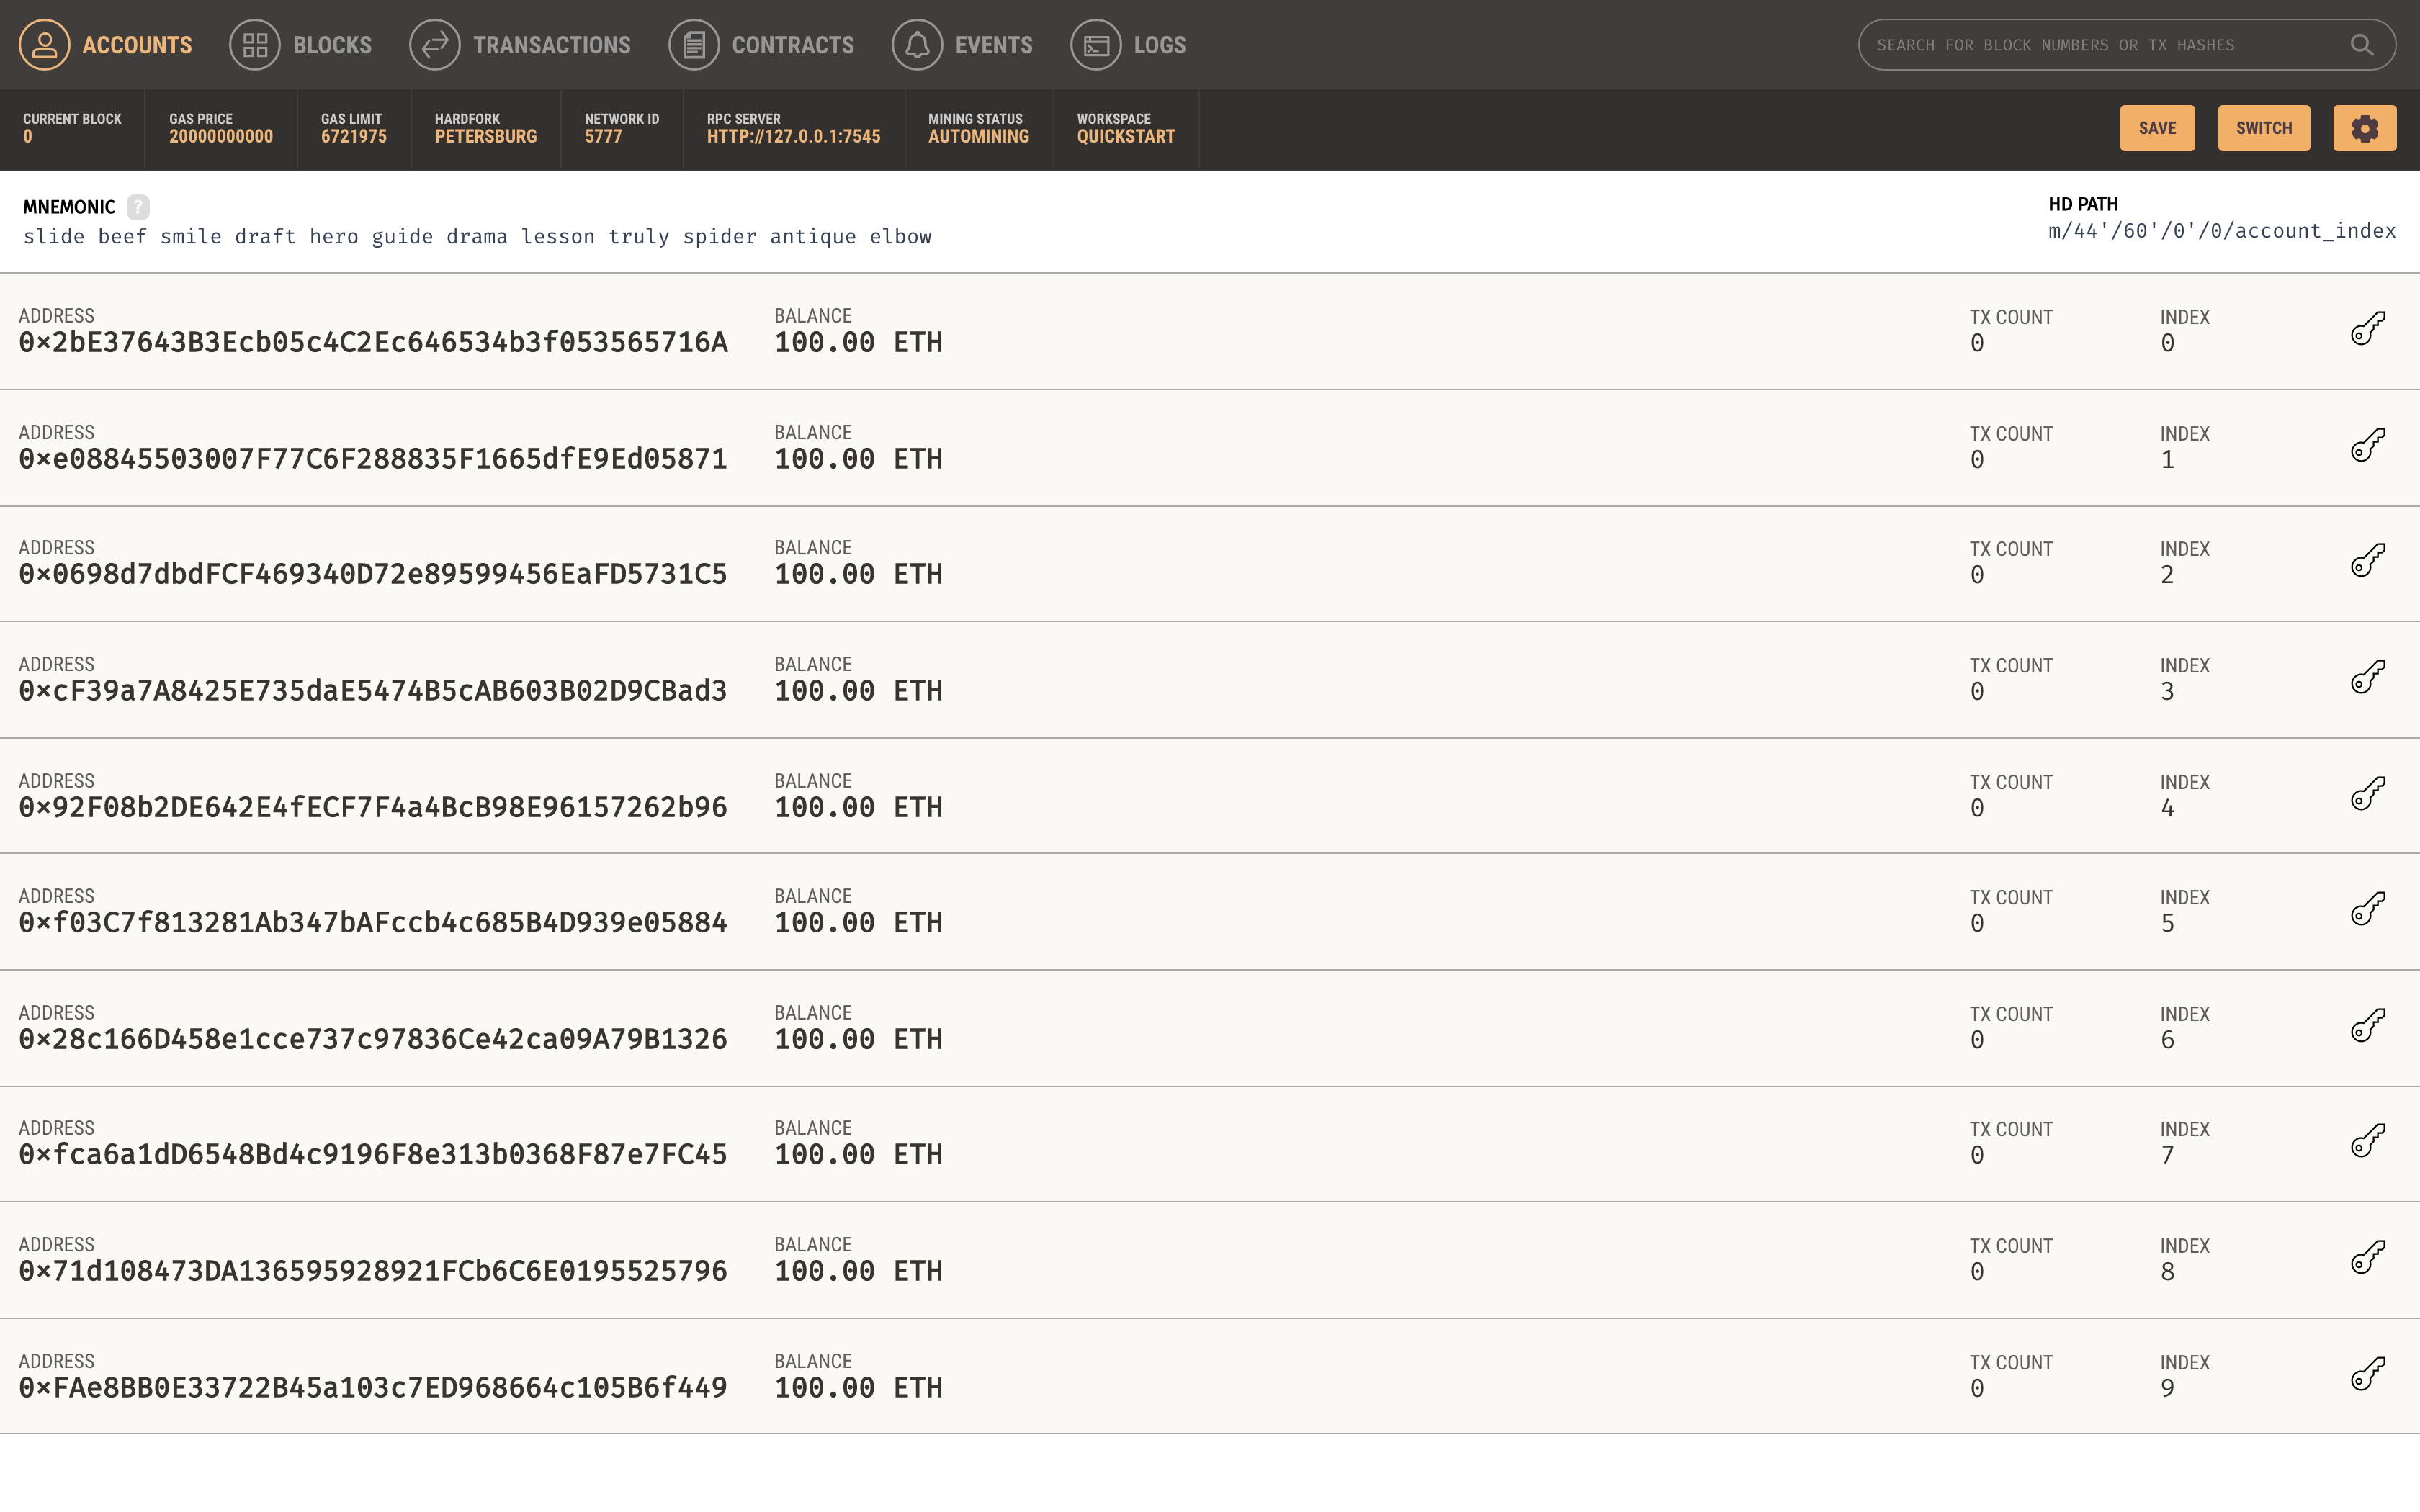 ACCOUNTS BLOCKS TRANSACTIONS CONTRACTS EVENTS LOGS SEARCH FOR BLOCK NUMBERS OR TX HASHES
CURRENT BLOCK GAS PRICE GAS LIMIT HARDFORK NETWORK ID RPC SERVER MINING STATUS WORKSPACE
0 20000000000 6721975 PETERSBURG 5777 HTTP://127.0.0.1:7545 AUTOMINING QUICKSTART SAVE SWITCH
MNEMONIC ? HD PATH
slide beef smile draft hero guide drama lesson truly spider antique elbow m/44'/60'/0'/0/account_index
ADDRESS BALANCE TX COUNT INDEX
0×2bE37643B3Ecb05c4C2Ec646534b3f053565716A 100.00 ETH 0 0
ADDRESS BALANCE TX COUNT INDEX
0×e08845503007F77C6F288835F1665dfE9Ed05871 100.00 ETH 0 1
ADDRESS BALANCE TX COUNT INDEX
0×0698d7dbdFCF469340D72e89599456EaFD5731C5 100.00 ETH 0 2
ADDRESS BALANCE TX COUNT INDEX
0×cF39a7A8425E735daE5474B5cAB603B02D9CBad3 100.00 ETH 0 3
ADDRESS BALANCE TX COUNT INDEX
0×92F08b2DE642E4fECF7F4a4BcB98E96157262b96 100.00 ETH 0 4
ADDRESS BALANCE TX COUNT INDEX
0×f03C7f813281Ab347bAFccb4c685B4D939e05884 100.00 ETH 0 5
ADDRESS BALANCE TX COUNT INDEX
0×28c166D458e1cce737c97836Ce42ca09A79B1326 100.00 ETH 0 6
ADDRESS BALANCE TX COUNT INDEX
0×fca6a1dD6548Bd4c9196F8e313b0368F87e7FC45 100.00 ETH 0 7
ADDRESS BALANCE TX COUNT INDEX
0×71d108473DA136595928921FCb6C6E0195525796 100.00 ETH 0 8
ADDRESS BALANCE TX COUNT INDEX
0×FAe8BB0E33722B45a103c7ED968664c105B6f449 100.00 ETH 0 9